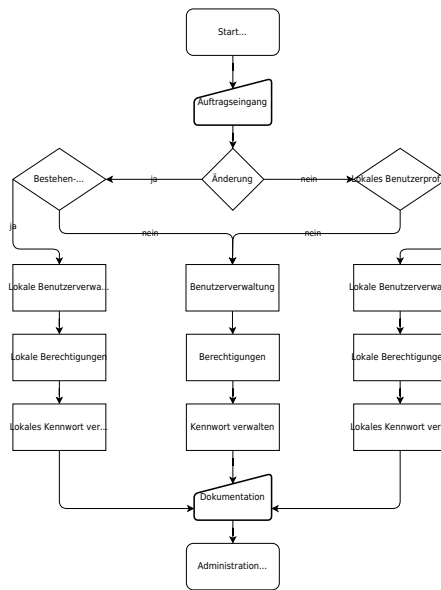 Start...
Auftragseingang
Bestehen-...
ja
Änderung
nein
Lokales Benutzerprof
ja
nein
nein
Lokale Benutzerverwa...
Benutzerverwaltung
Lokale Benutzerverwa
Lokale Berechtigungen
Berechtigungen
Lokale Berechtigunge
Lokales Kennwort ver...
Kennwort verwalten
Lokales Kennwort ver
Dokumentation
Administration...